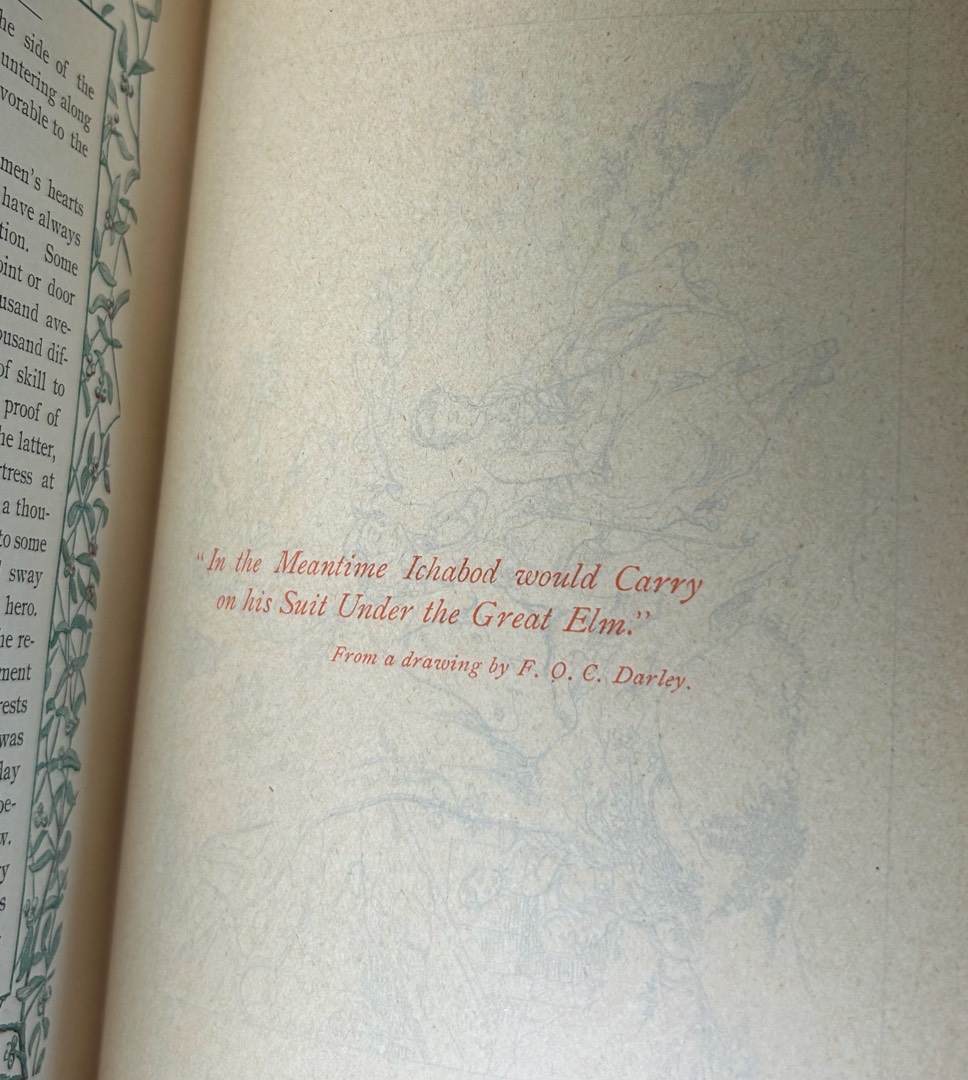 he side of the
untering along
vorable to the
men's hearts
have always
tion. Some
oint or door
usand ave-
ousand dif-
of skill to
proof of
he latter,
rtress at
a thou-
to some
sway
hero.
he re-
ment
rests
was
lay
pe-
w.
y
s
"In the Meantime Ichabod would Carry
on his Suit Under the Great Elm."
From a drawing by F. O. C. Darley.